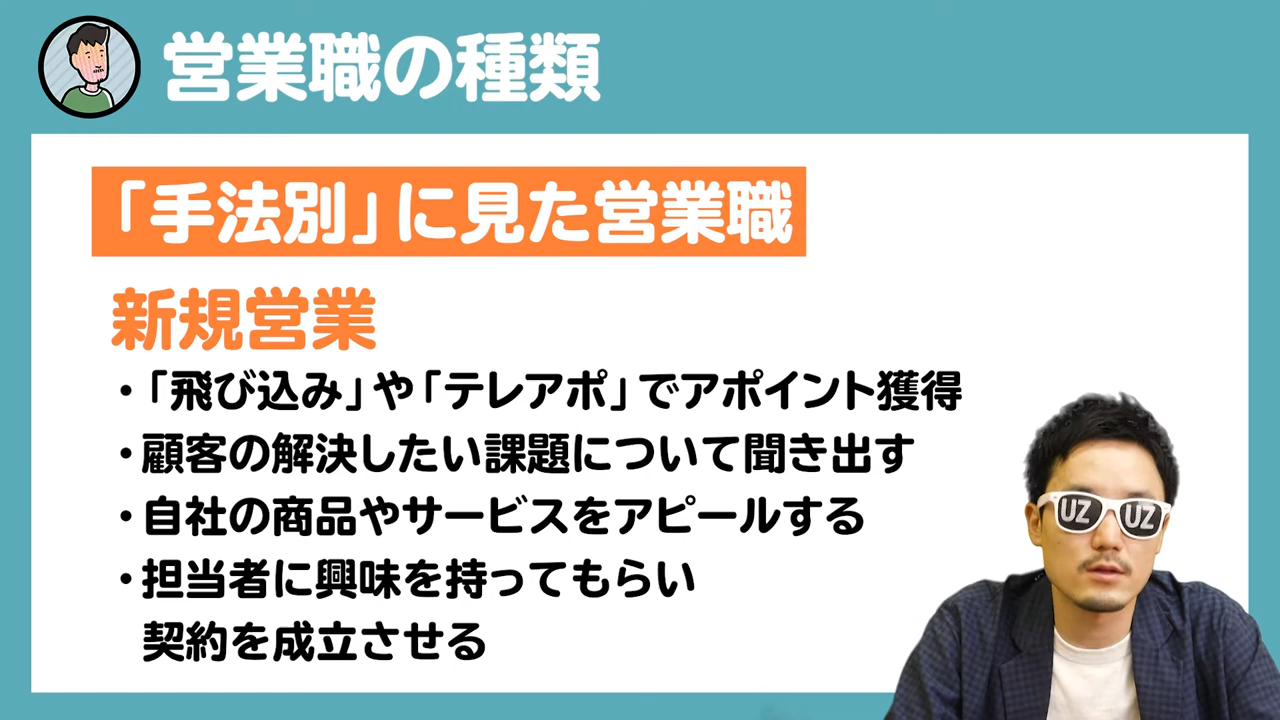 営業職の種類
「手法別」に見た営業職
新規営業
・「飛び込み」や「テレアポ」でアポイント獲得
・顧客の解決したい課題について聞き出す
・自社の商品やサービスをアピールする
・担当者に興味を持ってもらい
契約を成立させる
UZ UZ